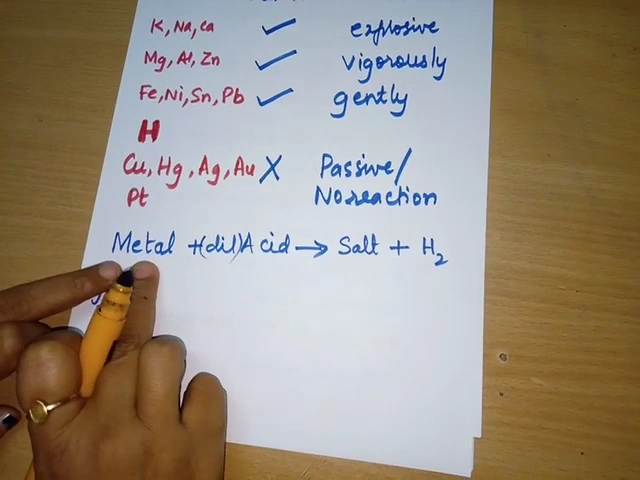 K, Na, Ca ✓ explosive
Mg, Al, Zn ✓ vigorously
Fe, Ni, Sn, Pb ✓ gently
H
Cu, Hg, Ag, Au X Passive/
Pt No reaction
Metal + (dil) Acid → Salt + H₂